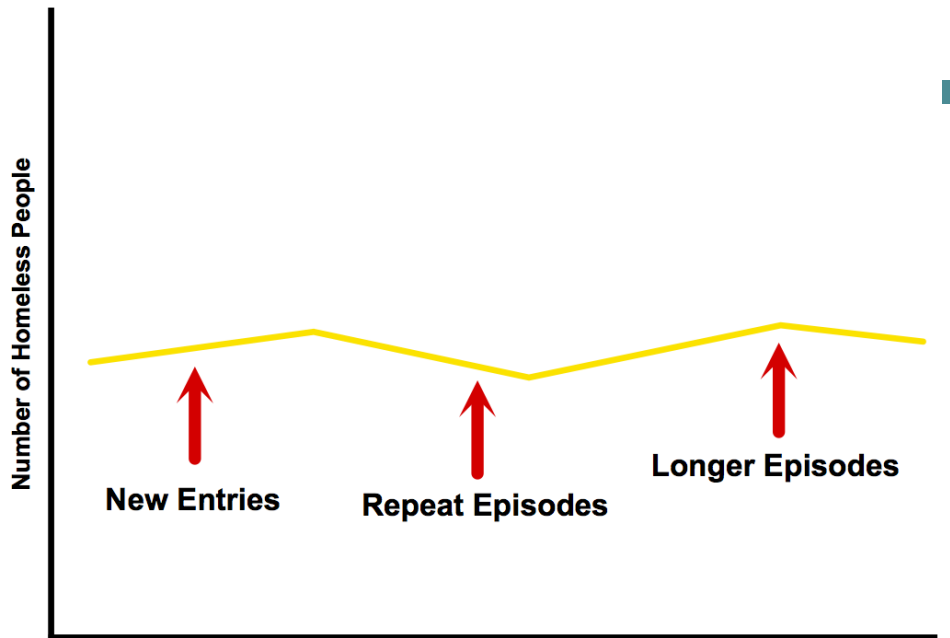 Number of Homeless People
New Entries
Repeat Episodes
Longer Episodes